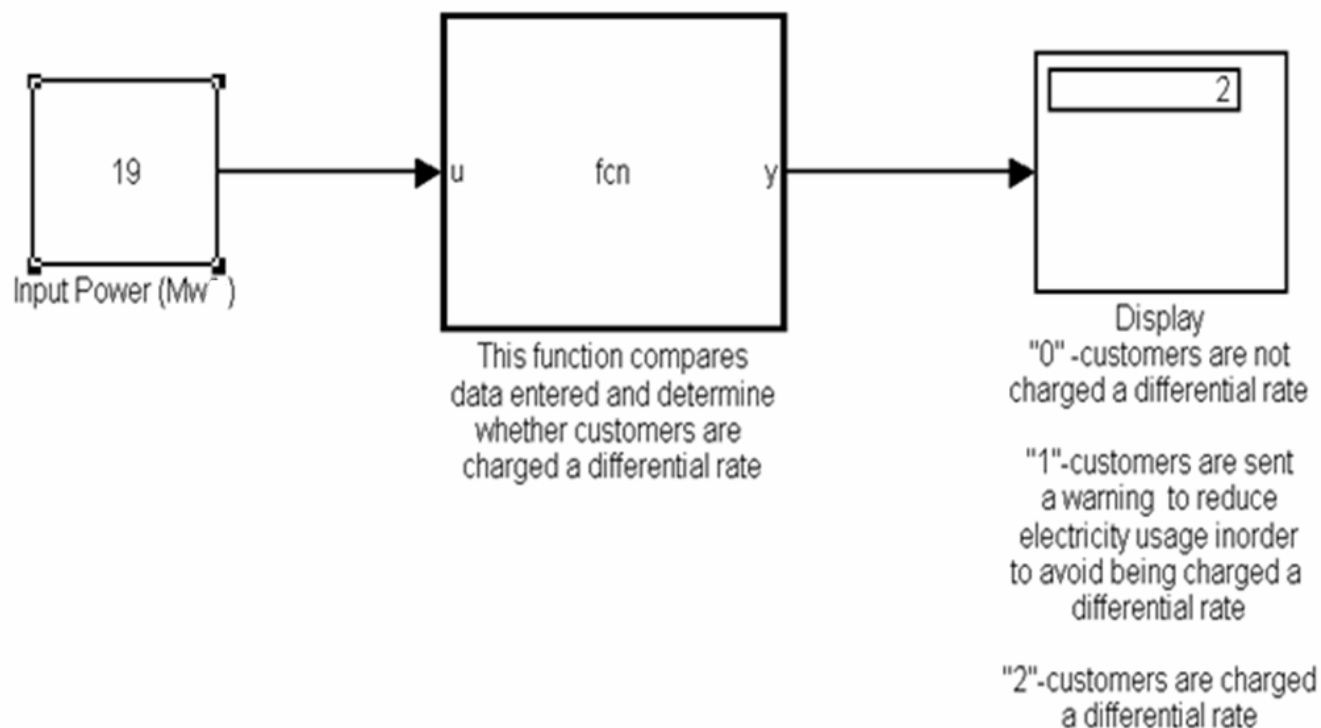 19
Input Power (Mw )
u
fcn
y
This function compares
data entered and determine
whether customers are
charged a differential rate
2
Display
"0" -customers are not
charged a differential rate
"1"-customers are sent
a warning to reduce
electricity usage inorder
to avoid being charged a
differential rate
"2"-customers are charged
a differential rate